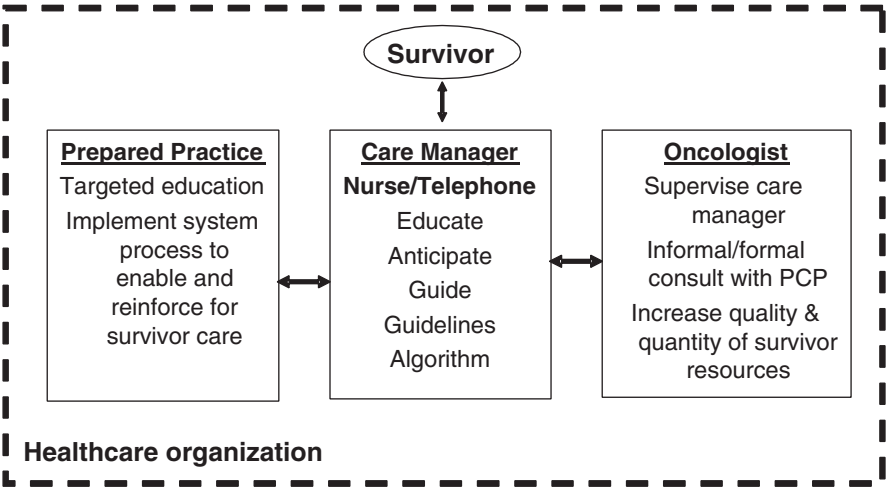 Survivor
Prepared Practice
Targeted education
Implement system
process to
enable and
reinforce for
survivor care
Care Manager
Nurse/Telephone
Educate
Anticipate
Guide
Guidelines
Algorithm
Oncologist
Supervise care
manager
Informal/formal
consult with PCP
Increase quality &
quantity of survivor
resources
Healthcare organization